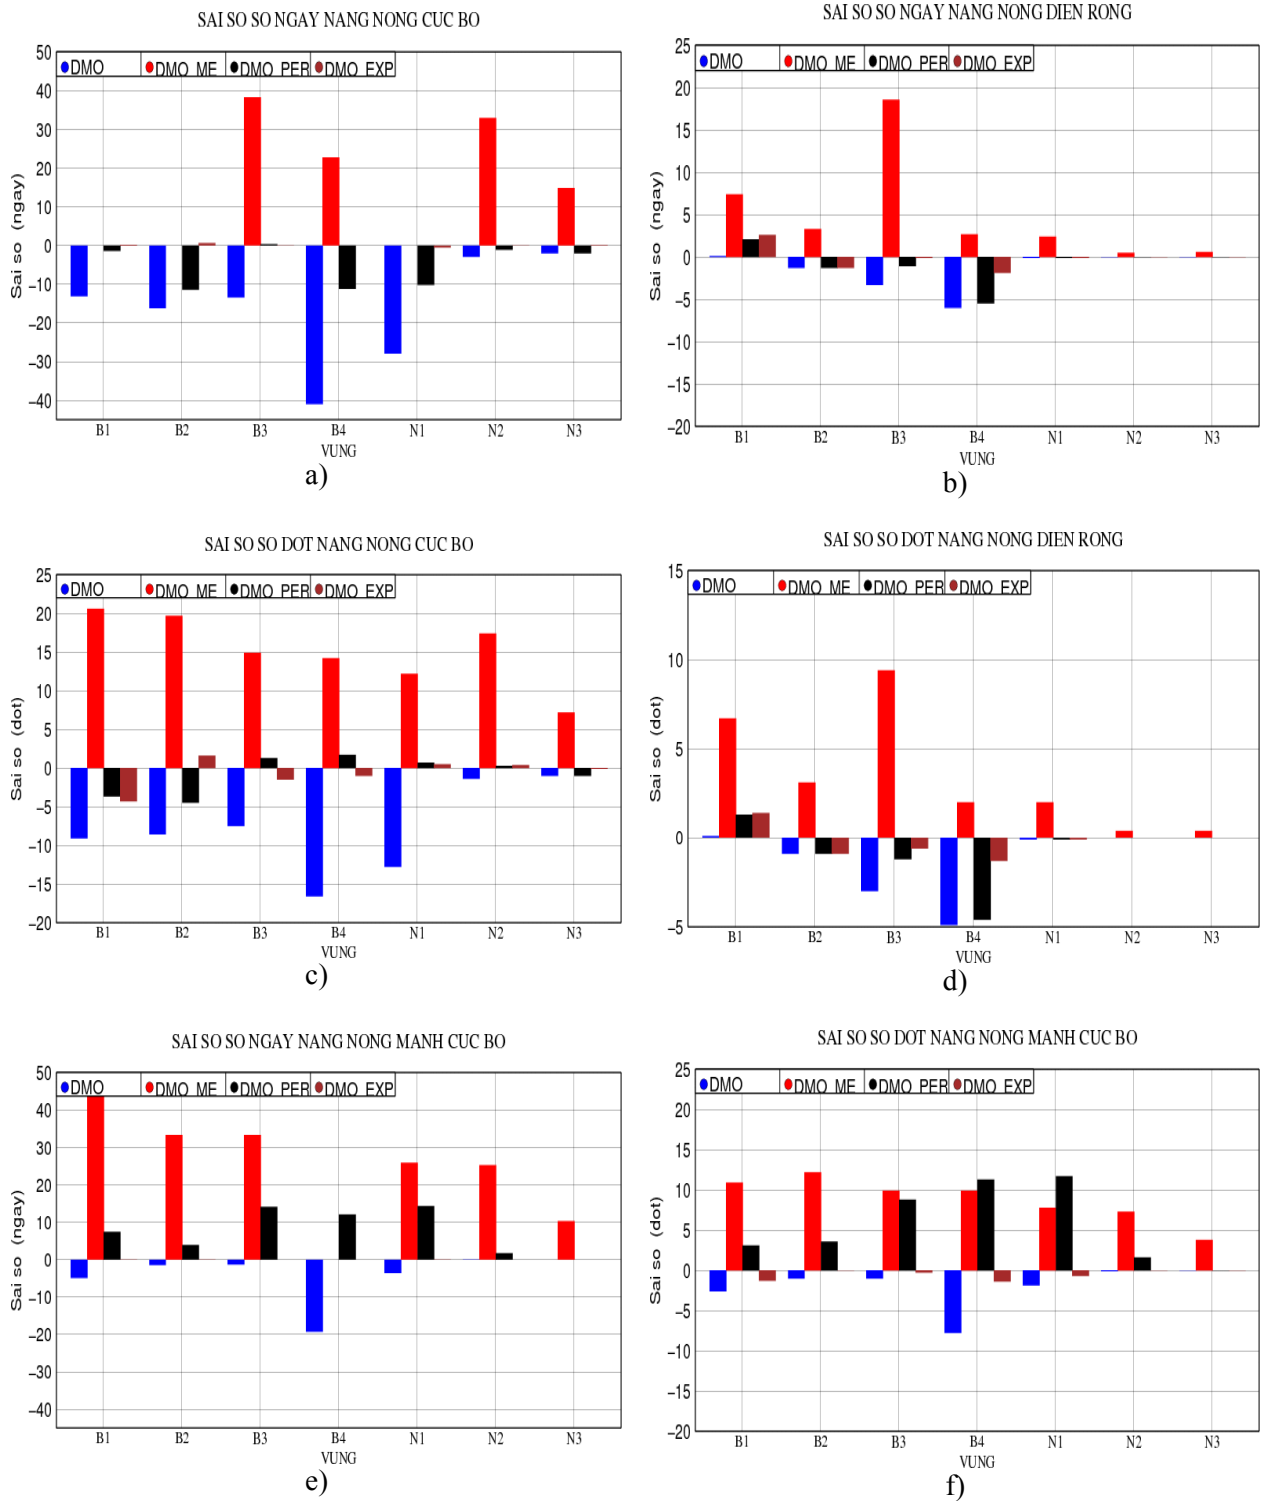 SAI SO SO NGAY NANG NONG CUC BO
50
40
30
20
10
0
−10
−20
−30
−40
Sai so (ngay)
DMO DMO_ME DMO_PER DMO_EXP
B1 B2 B3 B4 N1 N2 N3
VUNG
a)
SAI SO SO NGAY NANG NONG DIEN RONG
25
20
15
10
5
0
−5
−10
−15
−20
Sai so (ngay)
DMO DMO_ME DMO_PER DMO_EXP
B1 B2 B3 B4 N1 N2 N3
VUNG
b)
SAI SO SO DOT NANG NONG CUC BO
25
20
15
10
5
0
−5
−10
−15
−20
Sai so (dot)
DMO DMO_ME DMO_PER DMO_EXP
B1 B2 B3 B4 N1 N2 N3
VUNG
c)
SAI SO SO DOT NANG NONG DIEN RONG
15
10
5
0
−5
Sai so (dot)
DMO DMO_ME DMO_PER DMO_EXP
B1 B2 B3 B4 N1 N2 N3
VUNG
d)
SAI SO SO NGAY NANG NONG MANH CUC BO
50
40
30
20
10
0
−10
−20
−30
−40
Sai so (ngay)
DMO DMO_ME DMO_PER DMO_EXP
B1 B2 B3 B4 N1 N2 N3
VUNG
e)
SAI SO SO DOT NANG NONG MANH CUC BO
25
20
15
10
5
0
−5
−10
−15
−20
Sai so (dot)
DMO DMO_ME DMO_PER DMO_EXP
B1 B2 B3 B4 N1 N2 N3
VUNG
f)